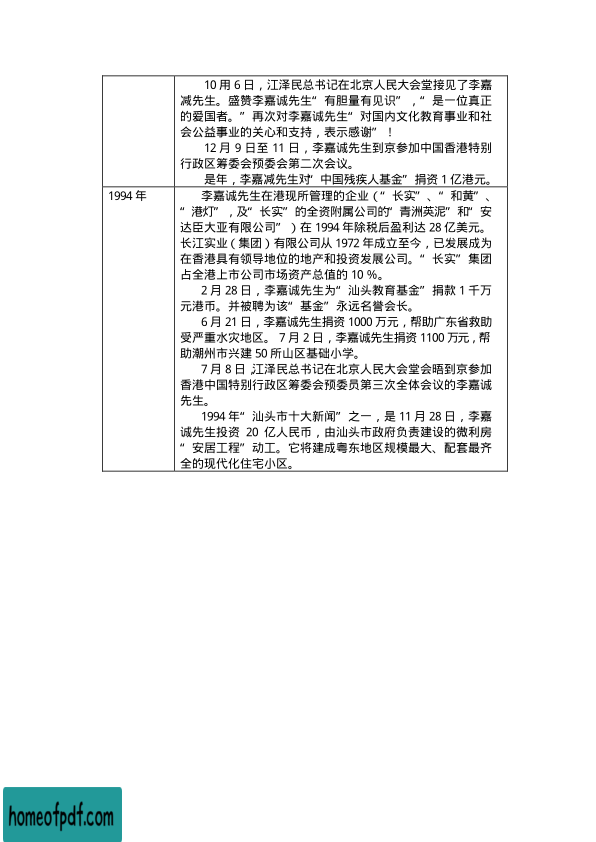 10 用 6 日，江泽民总书记在北京人民大会堂接见了李嘉
减先生。盛赞李嘉诚先生“有胆量有见识”，“是一位真正
的爱国者。”再次对李嘉诚先生“对国内文化教育事业和社
会公益事业的关心和支持，表示感谢”！
12 月 9 日至 11 日，李嘉诚先生到京参加中国香港特别
行政区筹委会预委会第二次会议。
是年，李嘉减先生对“中国残疾人基金”捐资 1 亿港元。
1994 年
李嘉诚先生在港现所管理的企业（“长实”、“和黄”、
“港灯”，及“长实”的全资附属公司的“青洲英泥”和“安
达臣大亚有限公司”）在 1994 年除税后盈利达 28 亿美元。
长江实业（集团）有限公司从 1972 年成立至今，已发展成为
在香港具有领导地位的地产和投资发展公司。“长实”集团
占全港上市公司市场资产总值的 10 %。
2 月 28 日，李嘉诚先生为“汕头教育基金”捐款 1 千万
元港币。并被聘为该“基金”永远名誉会长。
6 月 21 日，李嘉诚先生捐资 1000 万元，帮助广东省救助
受严重水灾地区。 7 月 2 日，李嘉诚先生捐资 1100 万元，帮
助潮州市兴建 50 所山区基础小学。
7 月 8 日，江泽民总书记在北京人民大会堂会晤到京参加
香港中国特别行政区筹委会预委员第三次全体会议的李嘉诚
先生。
1994 年“汕头市十大新闻”之一，是 11 月 28 日，李嘉
诚先生投资 20 亿人民币，由汕头市政府负责建设的微利房
“安居工程”动工。它将建成粤东地区规模最大、配套最齐
全的现代化住宅小区。
homeofpdf.com